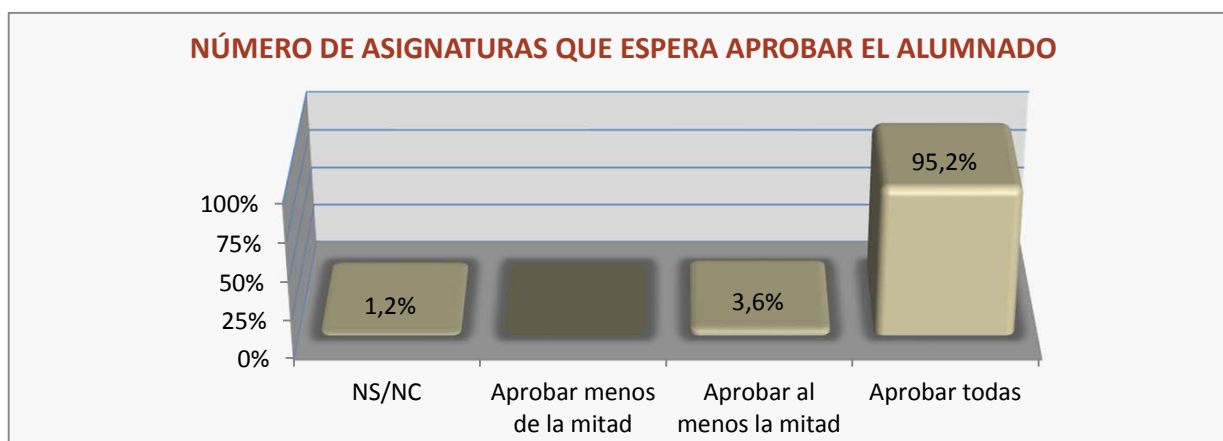 NÚMERO DE ASIGNATURAS QUE ESPERA APROBAR EL ALUMNADO
95,2%
100%
75%
50%
25%
0%
1,2%
3,6%
NS/NC
Aprobar menos
de la mitad
Aprobar al
menos la mitad
Aprobar todas